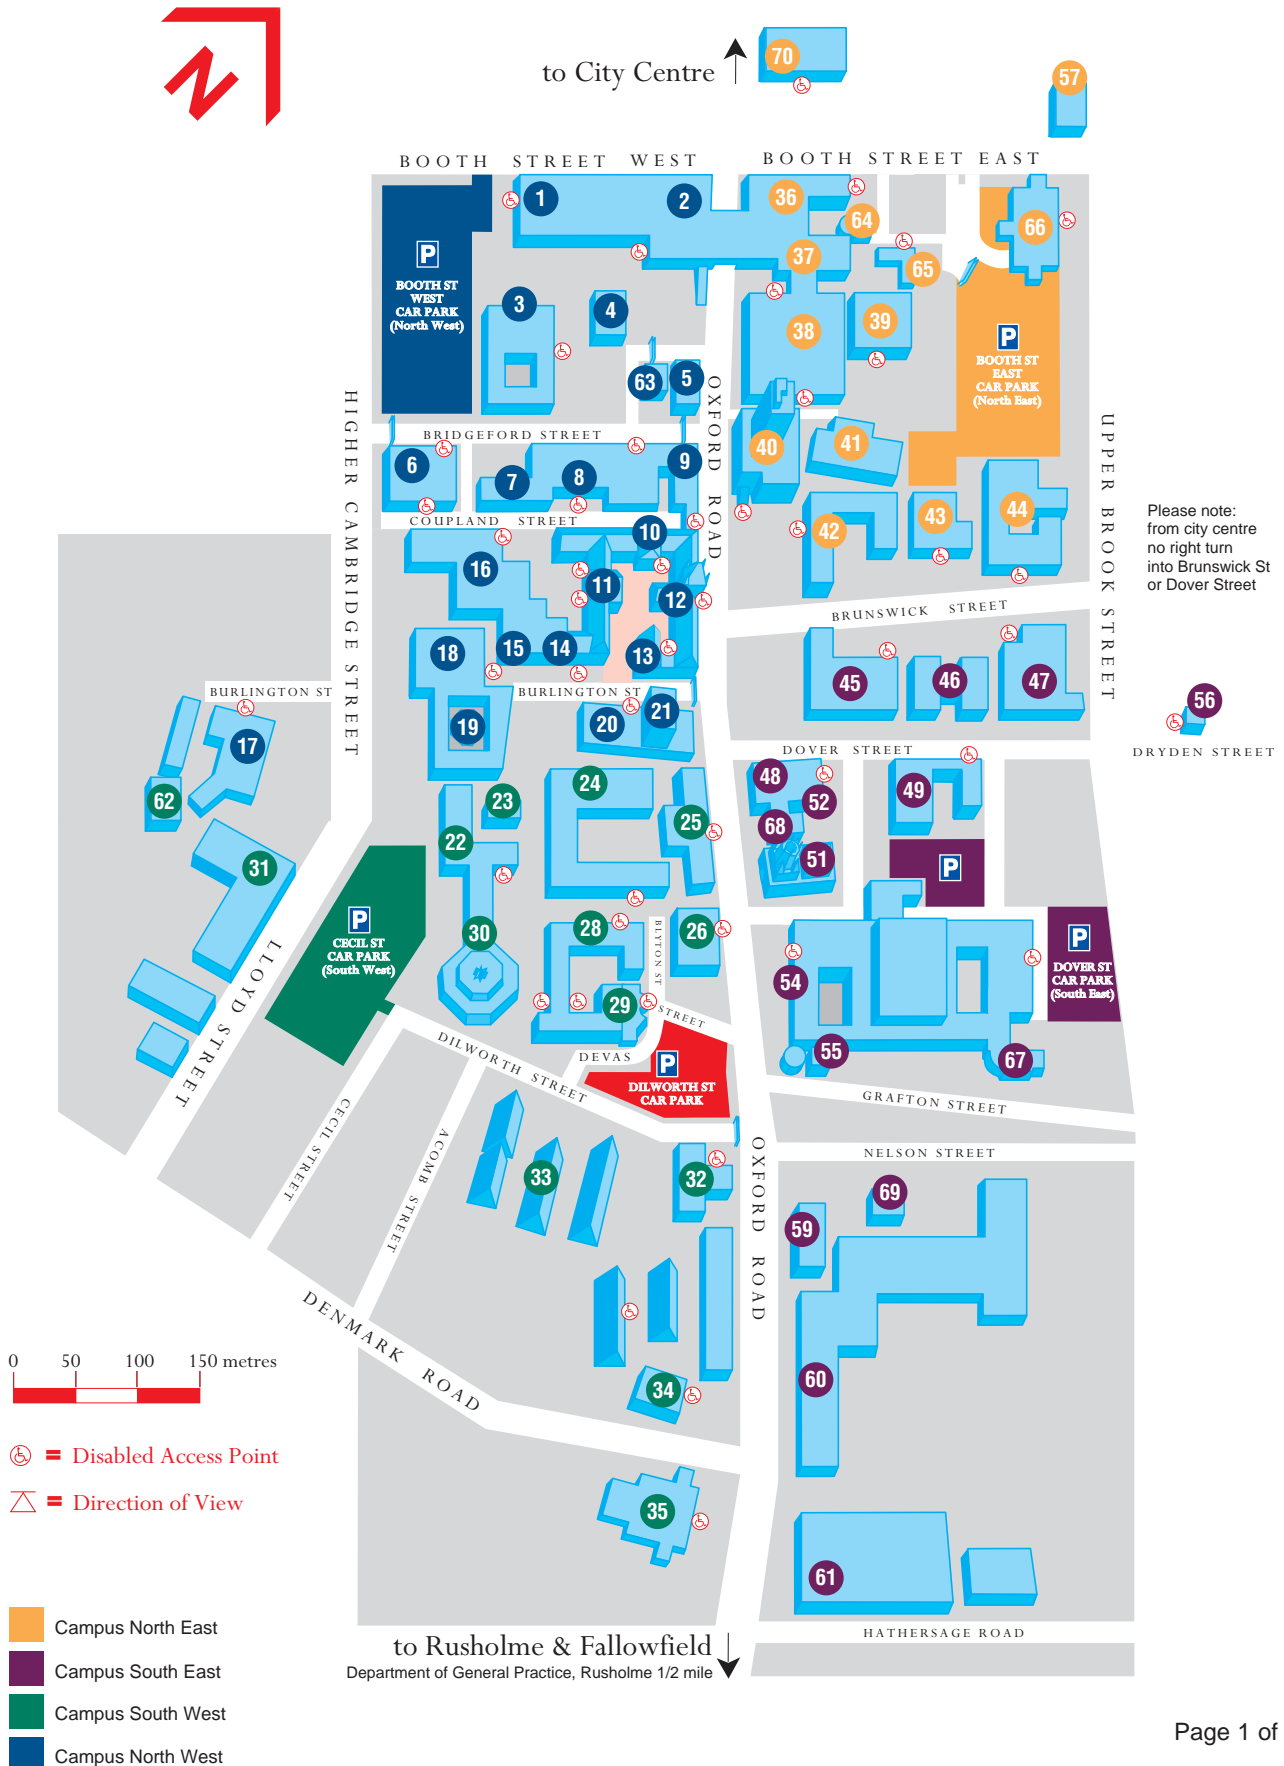 N
to City Centre
70
57
BOOTH STREET WEST
BOOTH STREET EAST
1
2
36
64
66
P
BOOTH ST
WEST
CAR PARK
(North West)
37
65
3
4
38
39
P
BOOTH ST
EAST
CAR PARK
(North East)
63
5
HIGHER CAMBRIDGE STREET
OXFORD ROAD
UPPER BROOK STREET
BRIDGEFORD STREET
6
7
8
9
40
41
COUPLAND STREET
42
43
44
Please note:
from city centre
no right turn
into Brunswick St
or Dover Street
10
16
11
12
BRUNSWICK STREET
18
15
14
13
45
46
47
BURLINGTON ST
BURLINGTON ST
56
DRYDEN STREET
17
19
20
21
DOVER STREET
62
23
24
48
52
49
22
25
68
51
31
P
P
CECIL ST
CAR PARK
(South West)
30
28
BLYTON ST
26
54
P
DOVER ST
CAR PARK
(South East)
LLOYD STREET
29
STREET
DEVAS
55
67
DILWORTH STREET
P
DILWORTH ST
CAR PARK
GRAFTON STREET
CECIL STREET
ACOMB STREET
OXFORD ROAD
NELSON STREET
33
32
69
59
DENMARK ROAD
0 50 100 150 metres
34
60
= Disabled Access Point
= Direction of View
35
61
Campus North East
Campus South East
Campus South West
Campus North West
to Rusholme & Fallowfield
Department of General Practice, Rusholme 1/2 mile
HATHERSAGE ROAD
Page 1 of